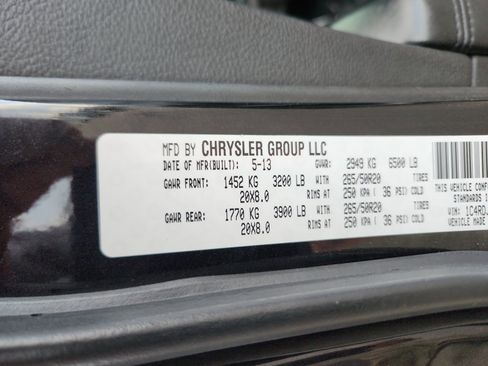 MFD BY CHRYSLER GROUP LLC
DATE OF MFR(BUILT): 5-13 GVWR: 2949 KG 6500 LB
GAWR FRONT: 1452 KG 3200 LB WITH 265/50R20 TIRES
20X8.0 RIMS AT 250 KPA ( 36 PSI) COLD
GAWR REAR: 1770 KG 3900 LB WITH 265/50R20 TIRES
20X8.0 RIMS AT 250 KPA ( 36 PSI) COLD
THIS VEHICLE CONF
STANDARDS I
VIN: 1C4RDJ
VEHICLE MADE